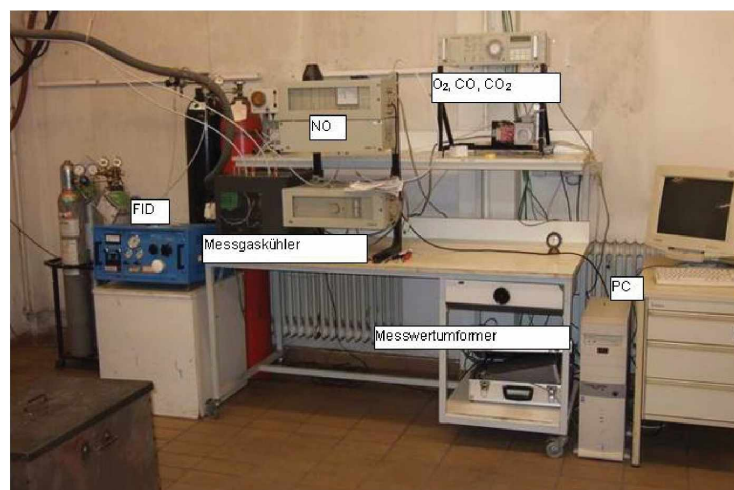 O₂, CO, CO₂
NO
FID
Messgaskühler
PC
Messwertumformer